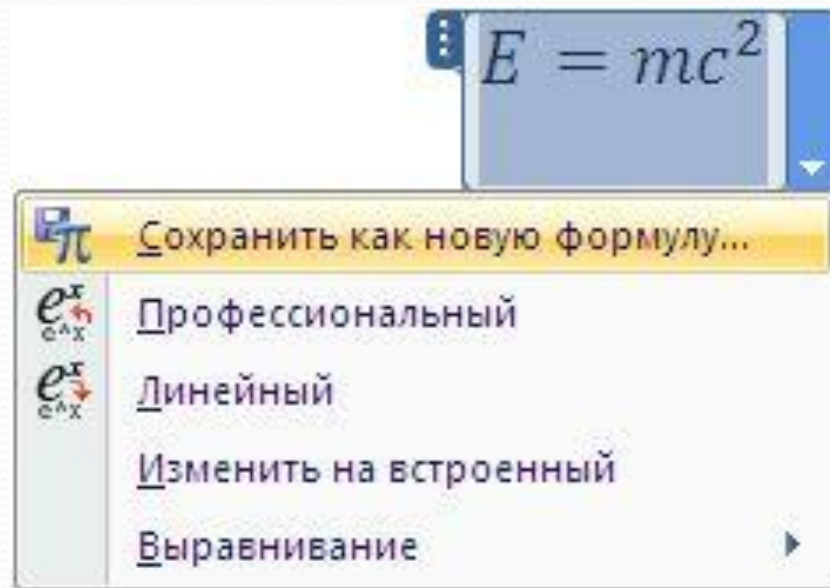 E = mc²
Сохранить как новую формулу...
Профессиональный
Линейный
Изменить на встроенный
Выравнивание